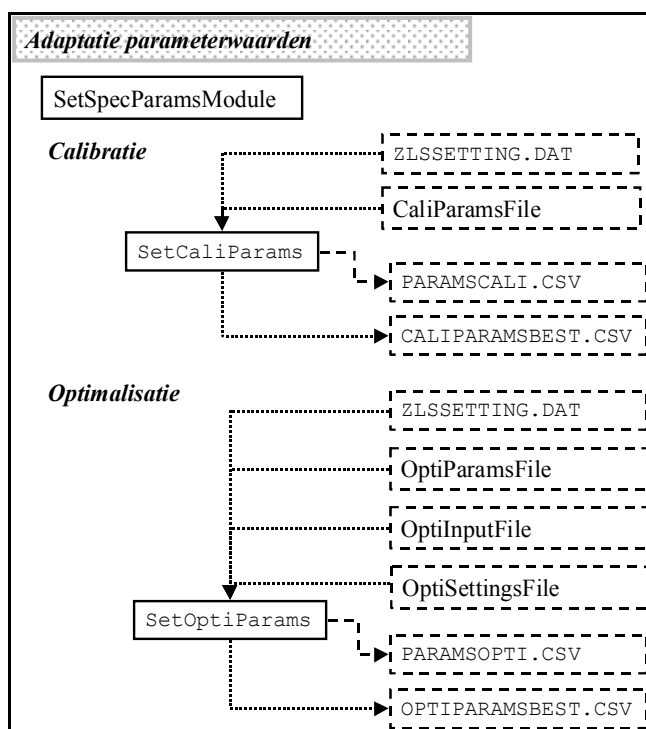 Adaptatie parameterwaarden
SetSpecParamsModule
Calibratie
ZLSSETTING.DAT
CaliParamsFile
SetCaliParams
PARAMSCALI.CSV
CALIPARAMSBEST.CSV
Optimalisatie
ZLSSETTING.DAT
OptiParamsFile
OptiInputFile
OptiSettingsFile
SetOptiParams
PARAMSOPTI.CSV
OPTIPARAMSBEST.CSV